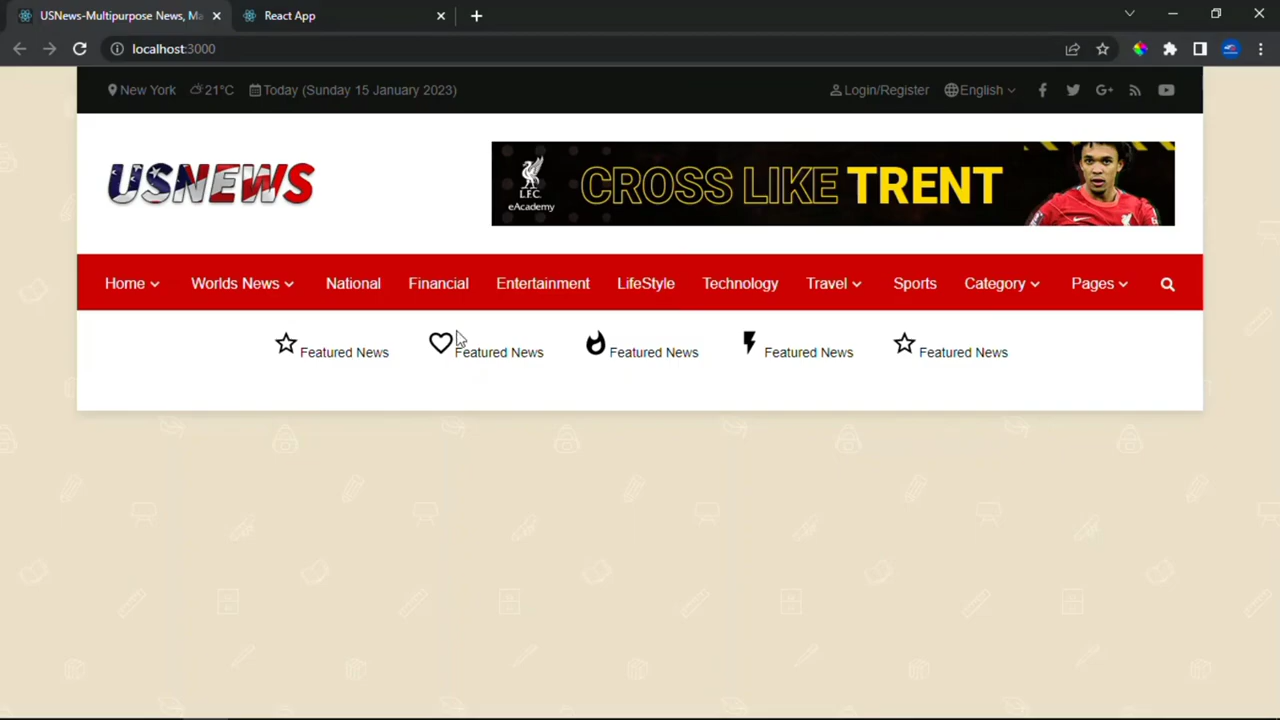 USNews-Multipurpose News, Ma
React App
localhost:3000
New York 21°C Today (Sunday 15 January 2023) Login/Register English G+
USNEWS
L.F.C.
eAcademy
CROSS LIKE TRENT
Home Worlds News National Financial Entertainment LifeStyle Technology Travel Sports Category Pages
Featured News Featured News Featured News Featured News Featured News